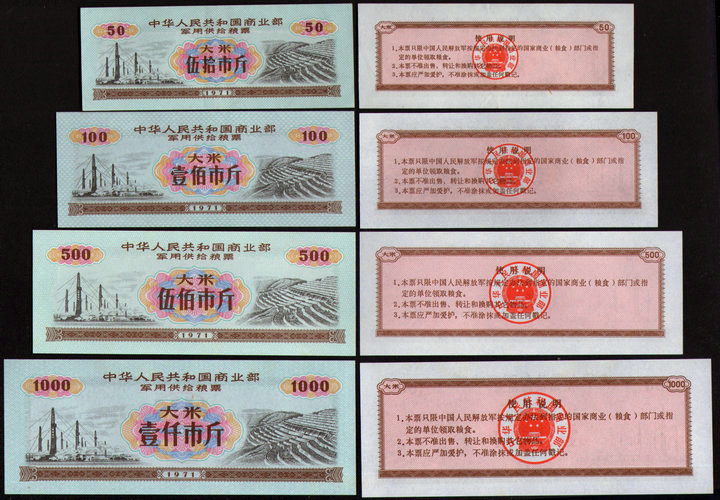 50 中华人民共和国商业部 50
军用供给粮票
大米
伍拾市斤
1971
大米 50
使用说明
1.本票只限中国人民解放军按规定
的国家商业(粮食)部门或指
定的单位领取粮食。
2.本票不准出售、转让和换购其它物品。
3.本票应严加爱护,不准涂抹或加盖任何戳记。
100 中华人民共和国商业部 100
军用供给粮票
大米
壹佰市斤
1971
大米 100
使用说明
1.本票只限中国人民解放军按规定
的国家商业(粮食)部门或指
定的单位领取粮食。
2.本票不准出售、转让和换购其它物品。
3.本票应严加爱护,不准涂抹或加盖任何戳记。
500 中华人民共和国商业部 500
军用供给粮票
大米
伍佰市斤
1971
大米 500
使用说明
1.本票只限中国人民解放军按规定
的国家商业(粮食)部门或指
定的单位领取粮食。
2.本票不准出售、转让和换购其它物品。
3.本票应严加爱护,不准涂抹或加盖任何戳记。
1000 中华人民共和国商业部 1000
军用供给粮票
大米
壹仟市斤
1971
大米 1000
使用说明
1.本票只限中国人民解放军按规定
的国家商业(粮食)部门或指
定的单位领取粮食。
2.本票不准出售、转让和换购其它物品。
3.本票应严加爱护,不准涂抹或加盖任何戳记。